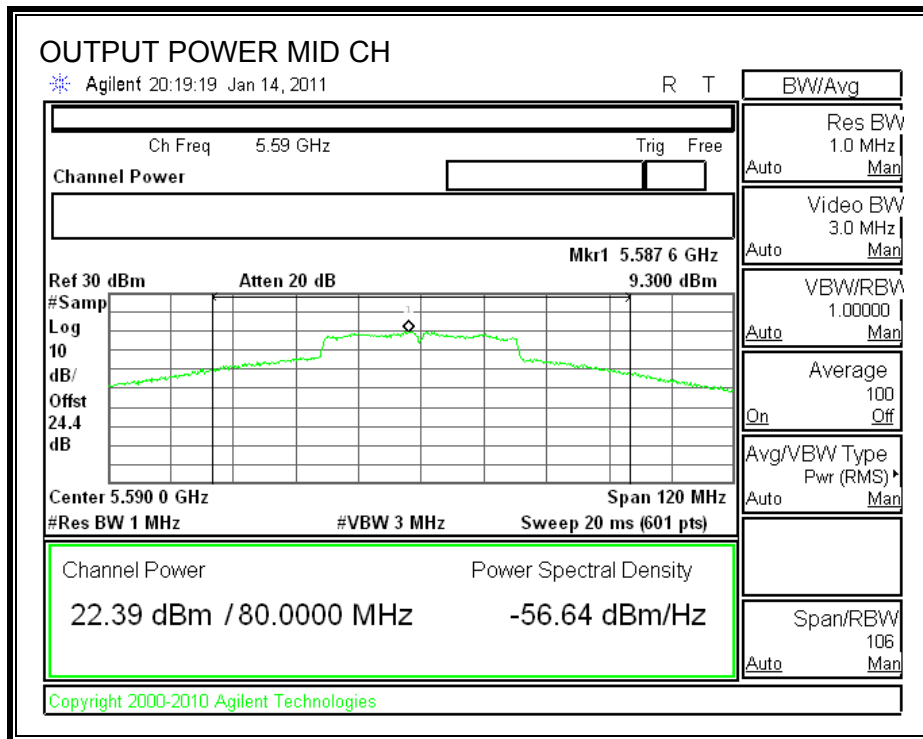 OUTPUT POWER MID CH
Agilent 20:19:19 Jan 14, 2011 R T
BW/Avg
Ch Freq 5.59 GHz Trig Free
Channel Power
Mkr1 5.587 6 GHz
Ref 30 dBm Atten 20 dB 9.300 dBm
#Samp
Log
10
dB/
Offst
24.4
dB
1
Center 5.590 0 GHz Span 120 MHz
#Res BW 1 MHz #VBW 3 MHz Sweep 20 ms (601 pts)
Channel Power Power Spectral Density
22.39 dBm / 80.0000 MHz -56.64 dBm/Hz
Copyright 2000-2010 Agilent Technologies
Res BW
1.0 MHz
Auto Man
Video BW
3.0 MHz
Auto Man
VBW/RBW
1.00000
Auto Man
Average
100
On Off
Avg/VBW Type
Pwr (RMS)
Auto Man
Span/RBW
106
Auto Man